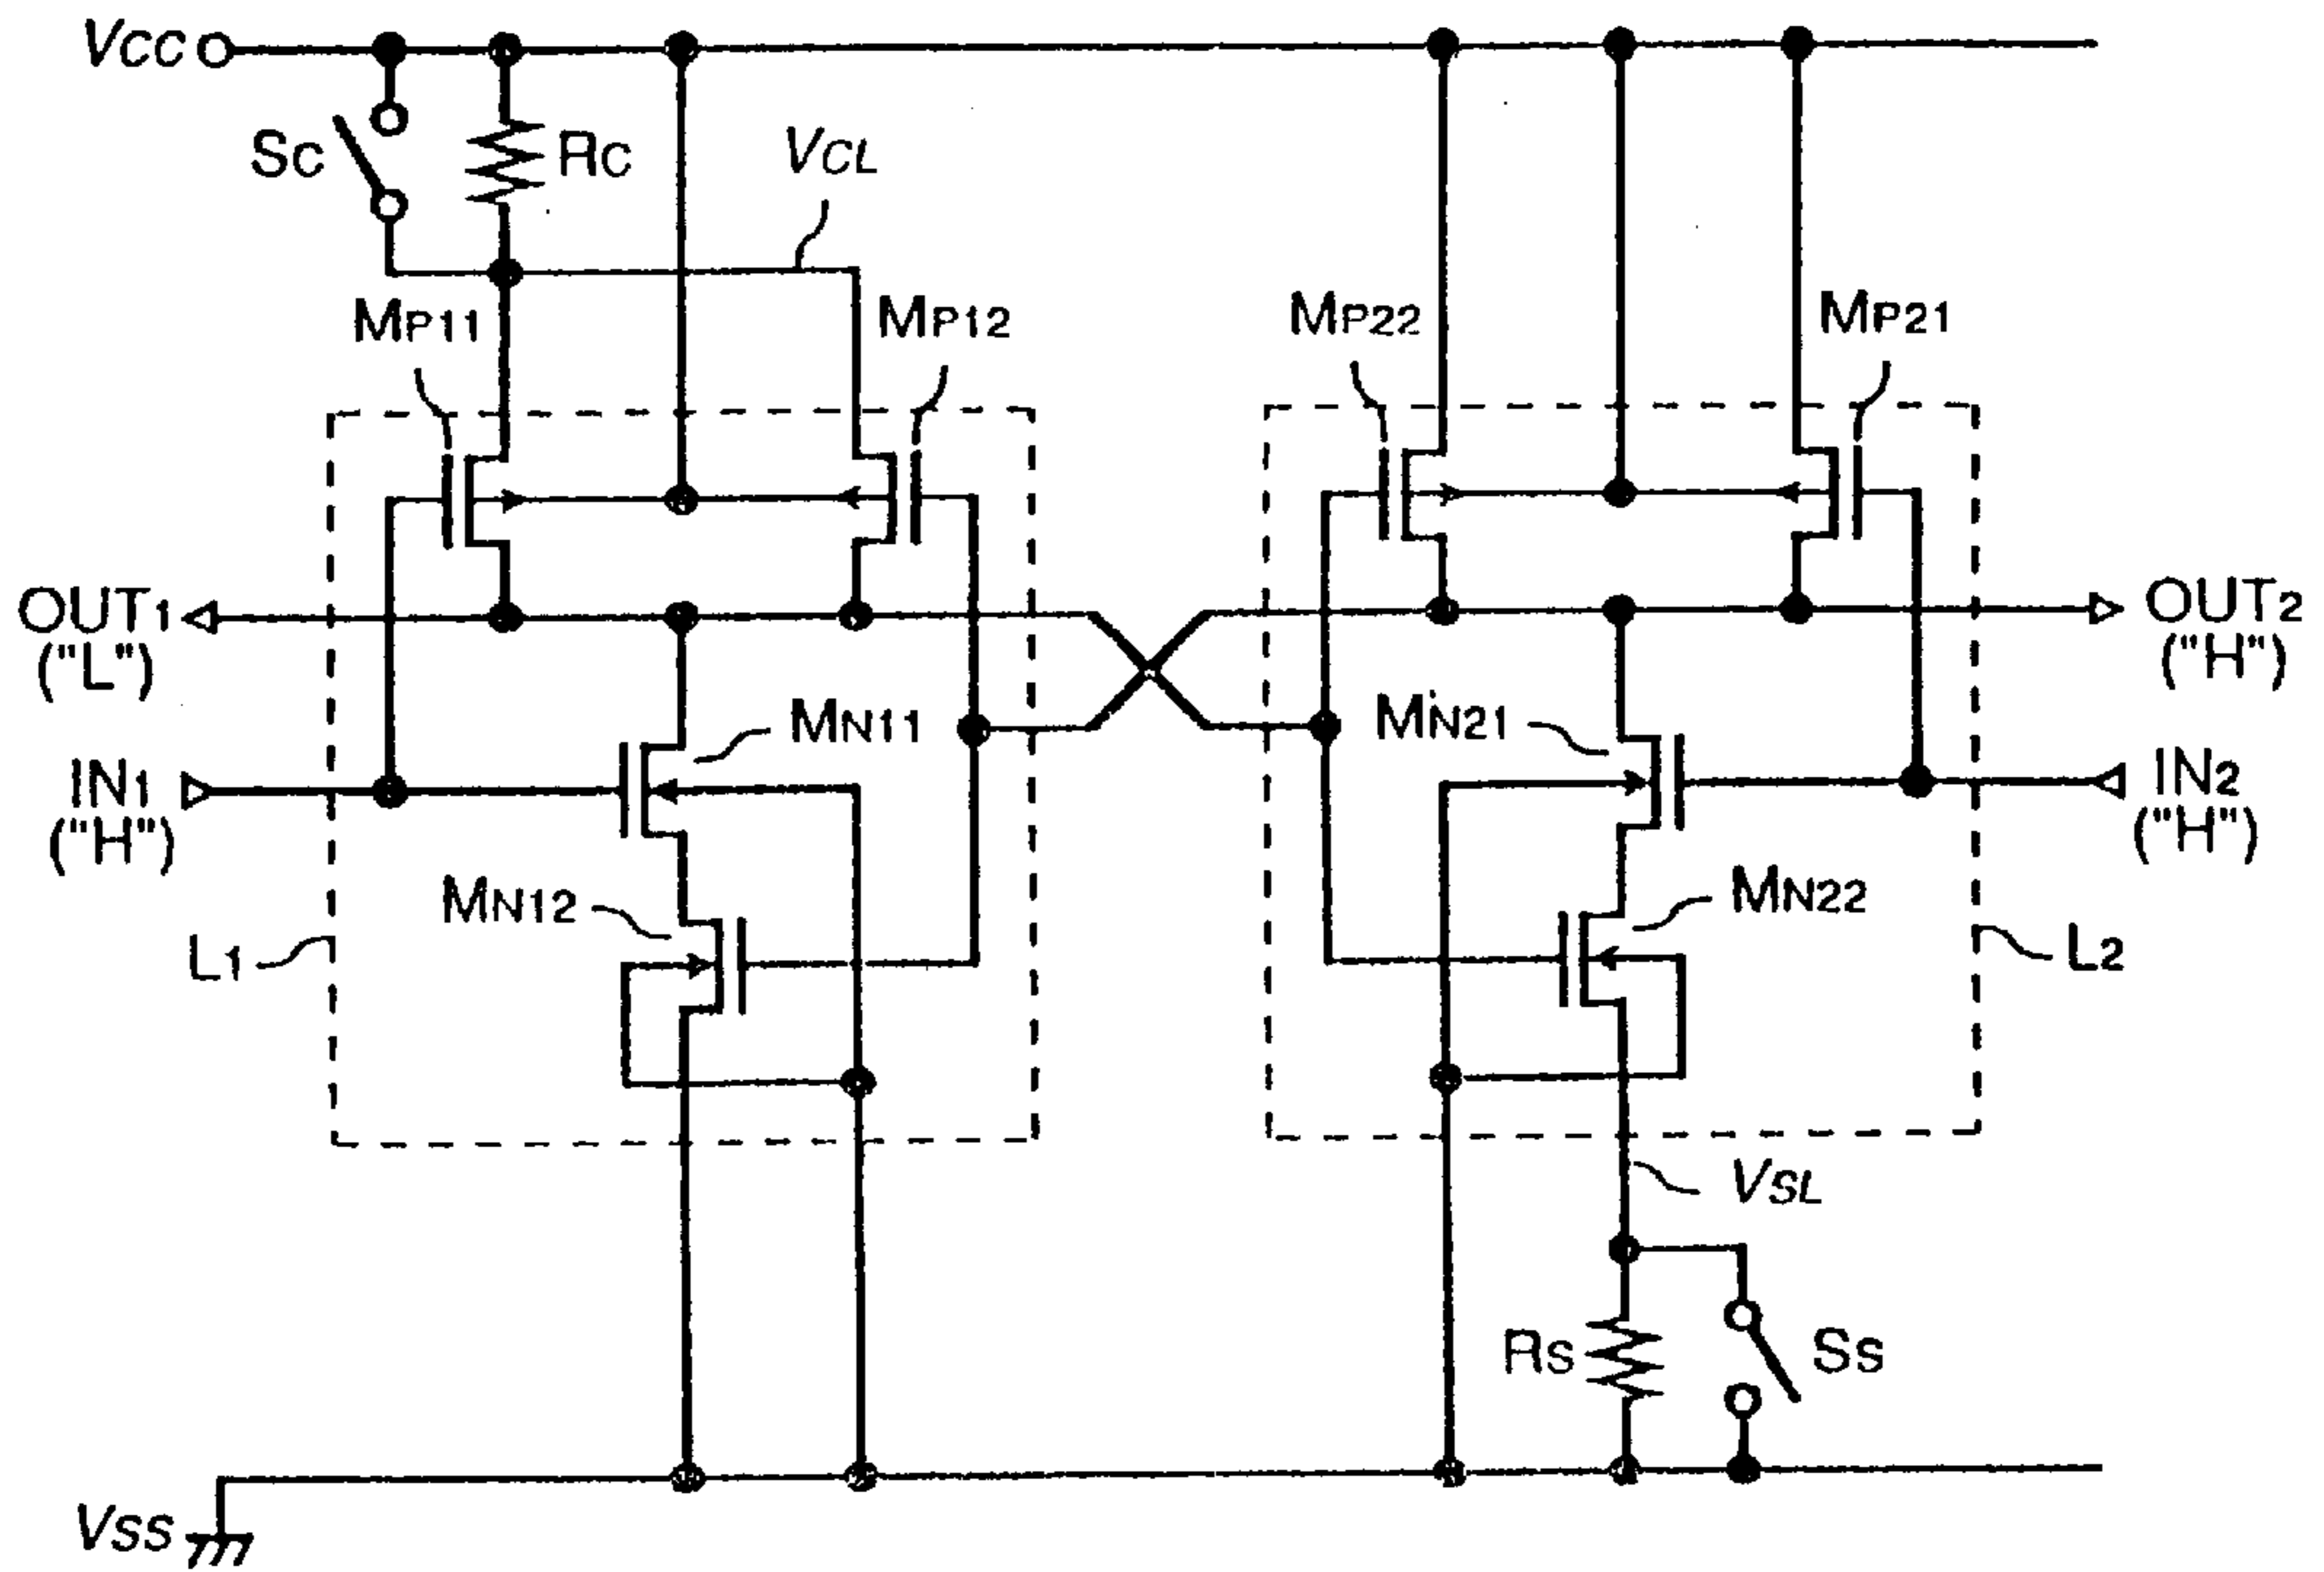 VCC
SC
RC
VCL
MP11
MP12
MP22
MP21
OUT1
("L")
OUT2
("H")
MN11
MN21
IN1
("H")
IN2
("H")
MN12
MN22
L1
L2
VSL
RS
SS
VSS